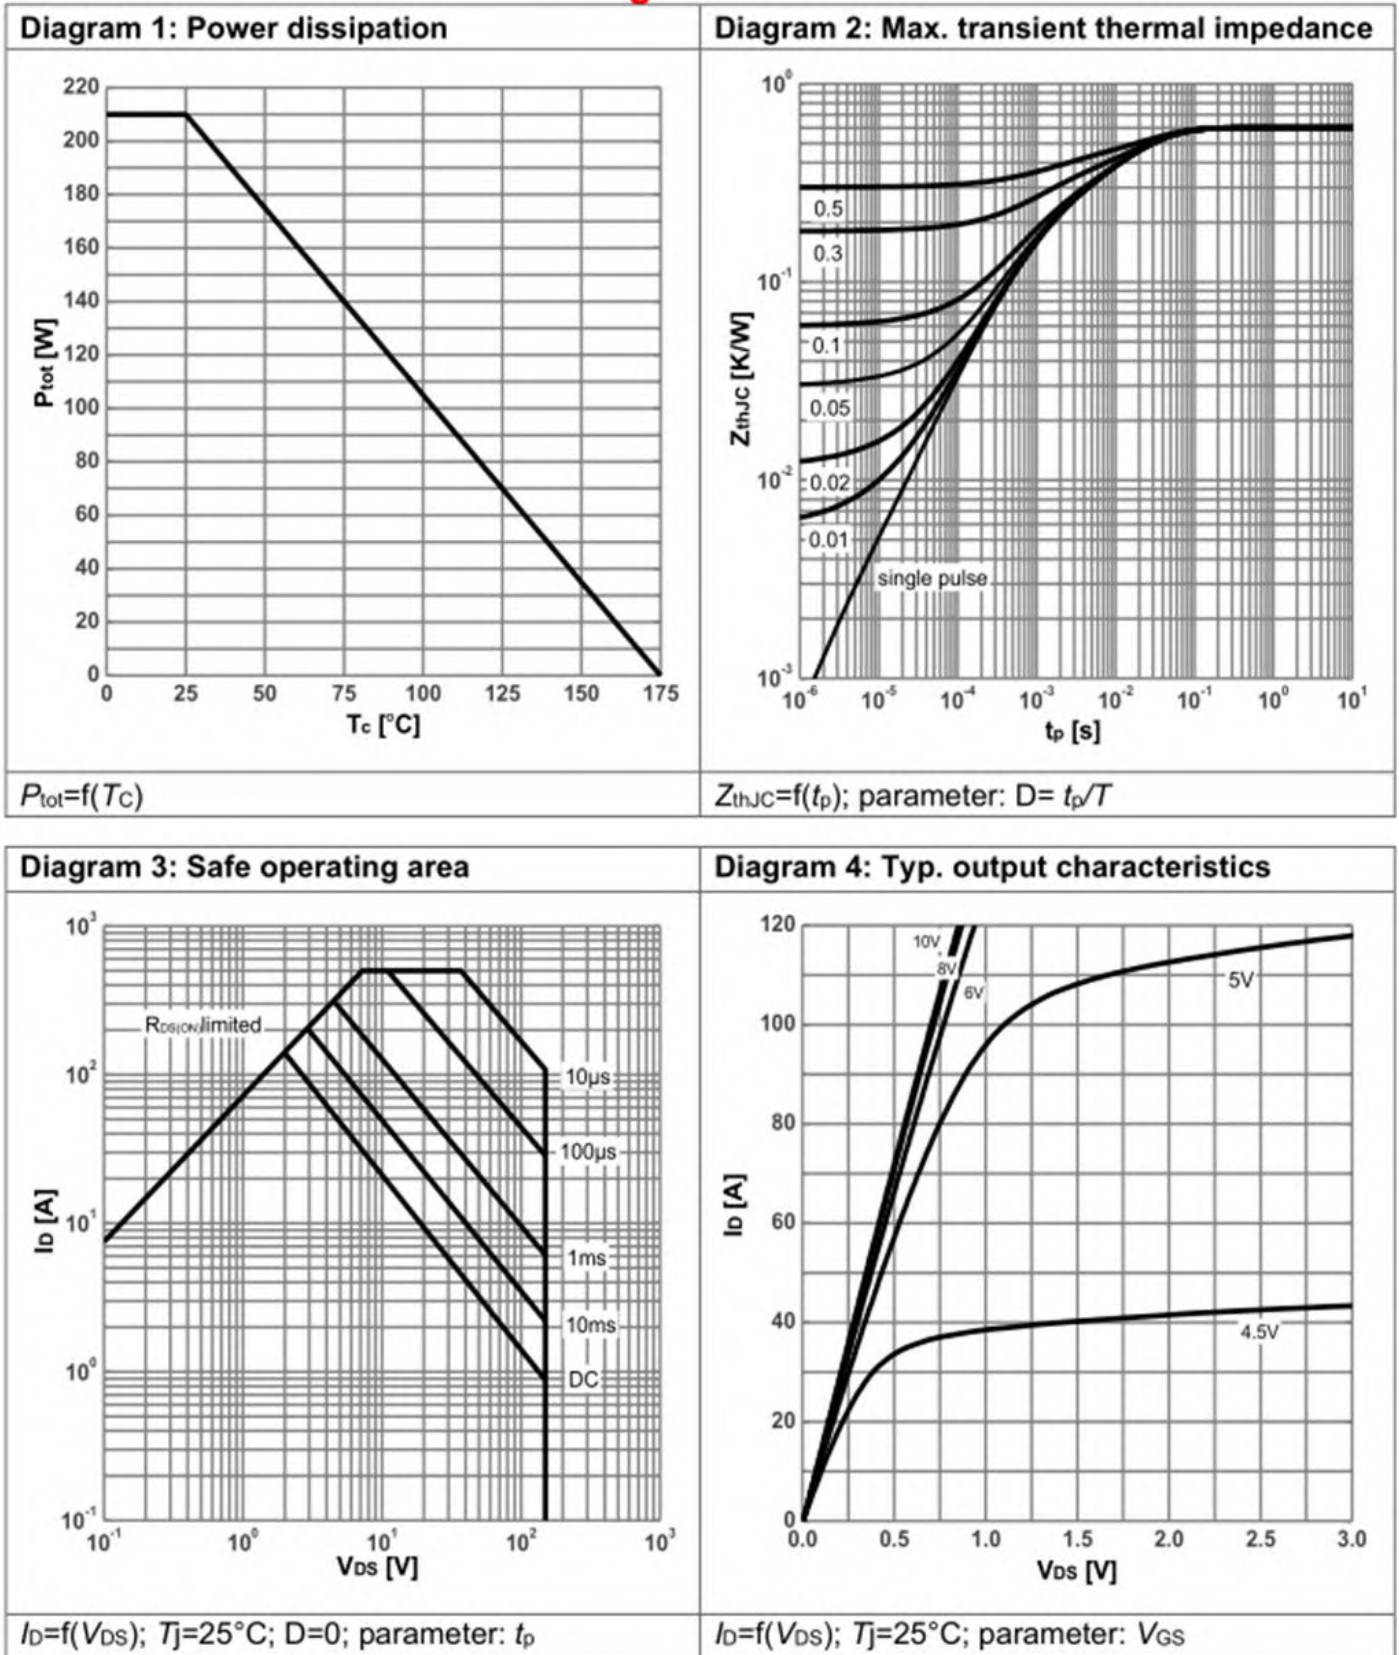 Diagram 1: Power dissipation
220
200
180
160
140
120
100
80
60
40
20
0
0 25 50 75 100 125 150 175
Ptot [W]
Tc [°C]
Ptot=f(TC)
Diagram 2: Max. transient thermal impedance
10⁰
10⁻¹
10⁻²
10⁻³
0.5
0.3
0.1
0.05
0.02
0.01
single pulse
10⁻⁶ 10⁻⁵ 10⁻⁴ 10⁻³ 10⁻² 10⁻¹ 10⁰ 10¹
ZthJC [K/W]
tp [s]
ZthJC=f(tp); parameter: D= tp/T
Diagram 3: Safe operating area
10³
10²
10¹
10⁰
10⁻¹
RDS(ON)limited
10µs
100µs
1ms
10ms
DC
10⁻¹ 10⁰ 10¹ 10² 10³
ID [A]
VDS [V]
ID=f(VDS); Tj=25°C; D=0; parameter: tp
Diagram 4: Typ. output characteristics
120
100
80
60
40
20
0
10V
8V
6V
5V
4.5V
0.0 0.5 1.0 1.5 2.0 2.5 3.0
ID [A]
VDS [V]
ID=f(VDS); Tj=25°C; parameter: VGS